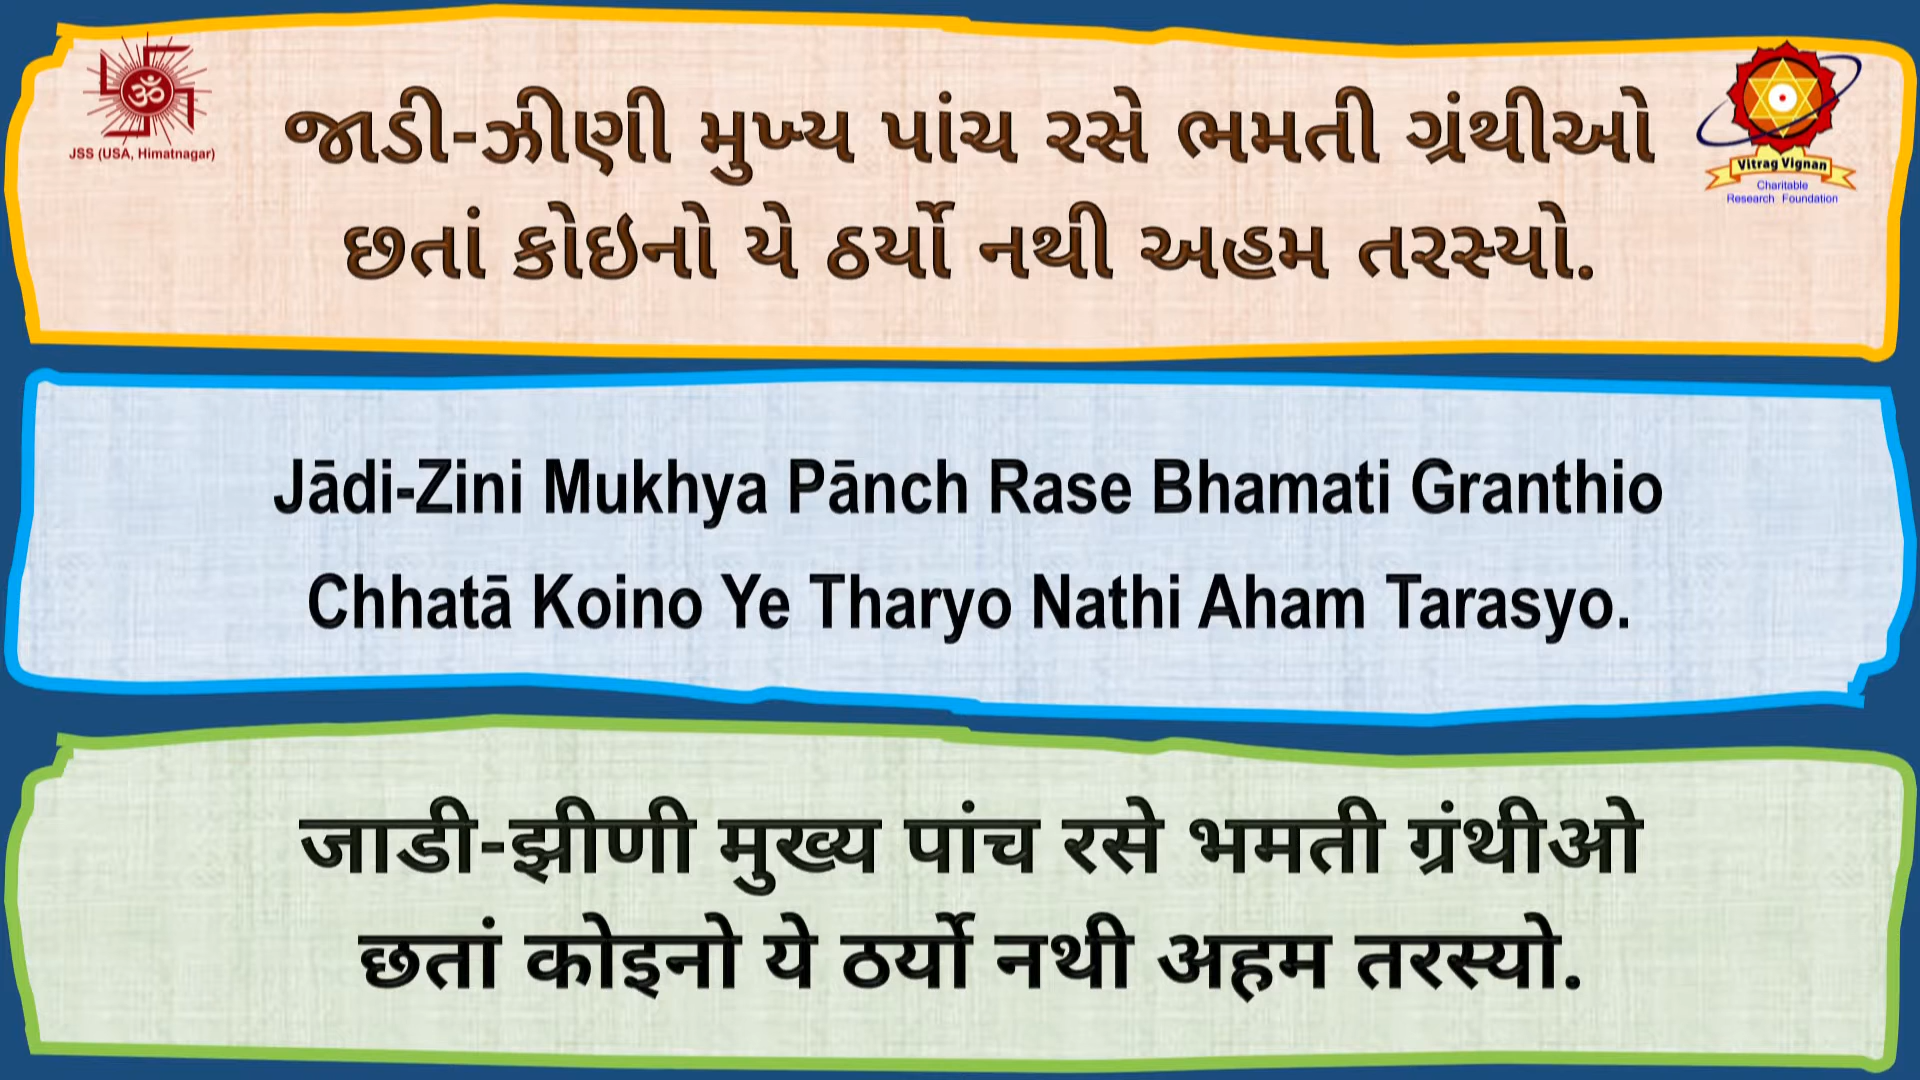 JSS (USA, Himatnagar)
જાડી-ઝીણી મુખ્ય પાંચ રસે ભમતી ગ્રંથીઓ
છતાં કોઇનો યે ઠર્યો નથી અહમ તરસ્યો.
Vitrag Vignan
Charitable
Research Foundation
Jādi-Zini Mukhya Pānch Rase Bhamati Granthio
Chhatā Koino Ye Tharyo Nathi Aham Tarasyo.
जाडी-झीणी मुख्य पांच रसे भमती ग्रंथीओ
छतां कोइनो ये ठर्यो नथी अहम तरस्यो.